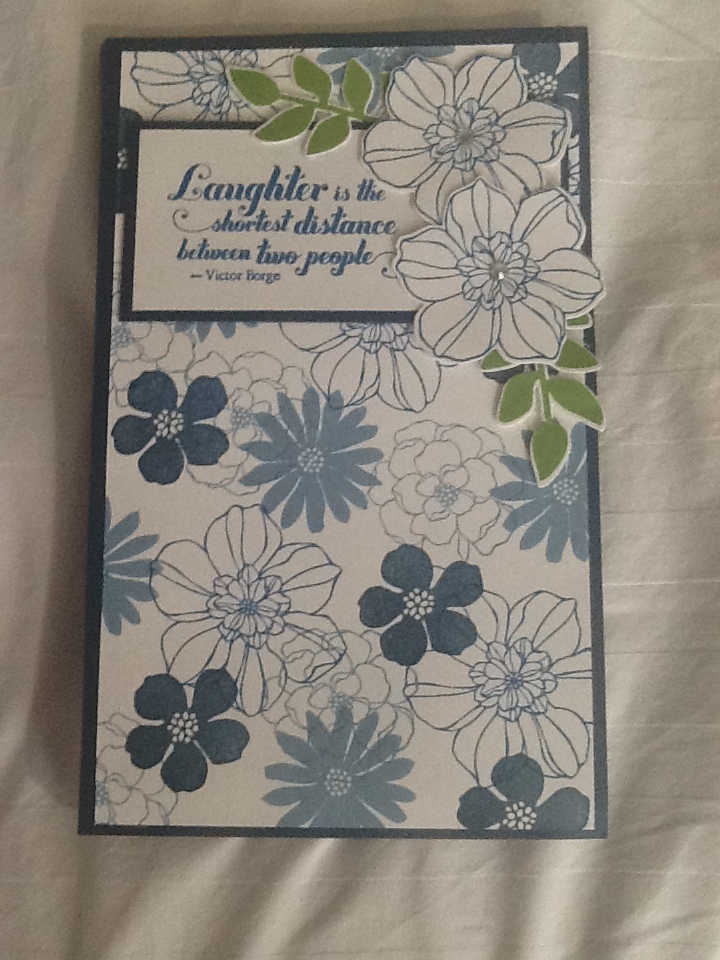 Laughter is the
shortest distance
between two people
— Victor Borge